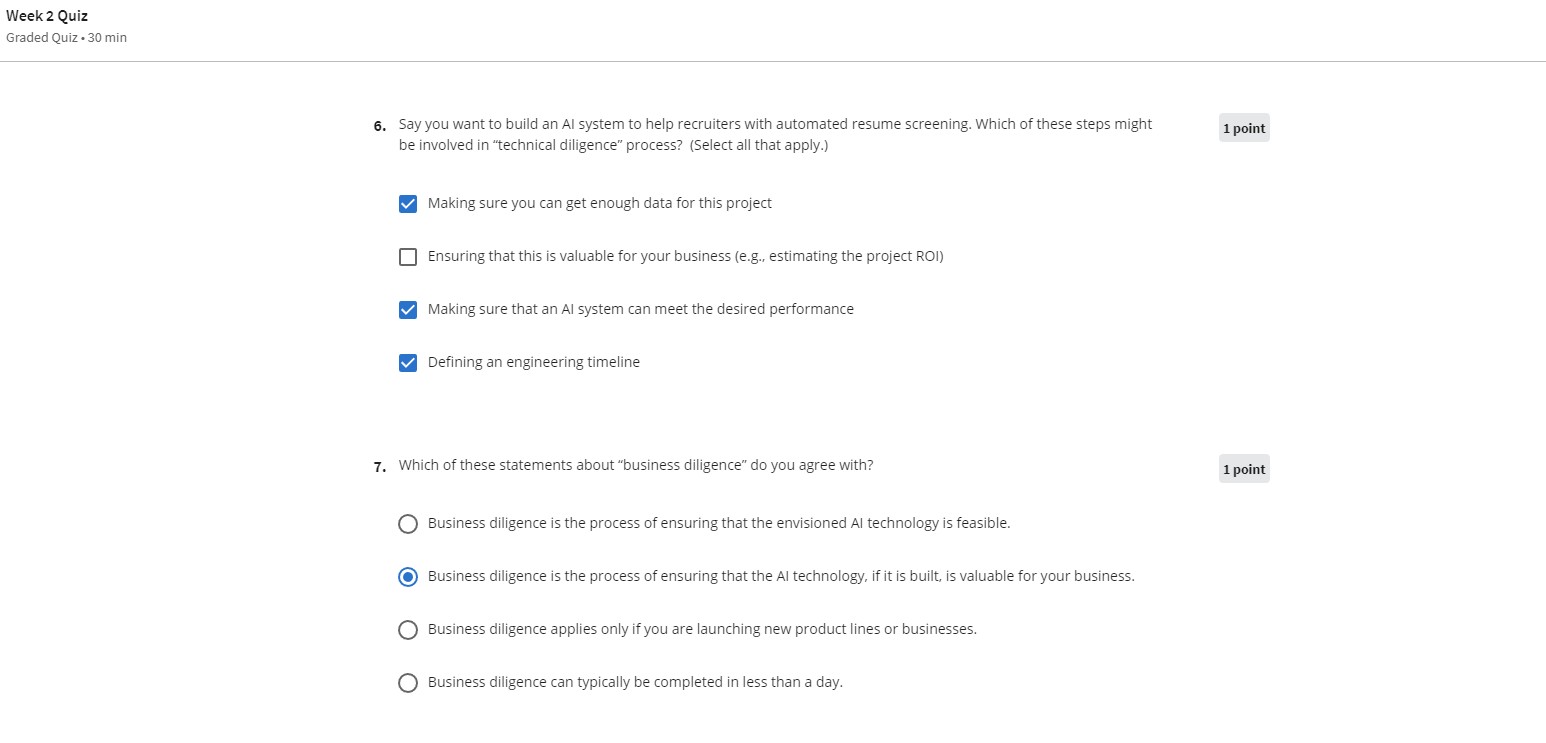 Week 2 Quiz
Graded Quiz • 30 min
6. Say you want to build an AI system to help recruiters with automated resume screening. Which of these steps might
be involved in “technical diligence” process?  (Select all that apply.)
1 point
Making sure you can get enough data for this project
Ensuring that this is valuable for your business (e.g., estimating the project ROI)
Making sure that an AI system can meet the desired performance
Defining an engineering timeline
7. Which of these statements about “business diligence” do you agree with?
1 point
Business diligence is the process of ensuring that the envisioned AI technology is feasible.
Business diligence is the process of ensuring that the AI technology, if it is built, is valuable for your business.
Business diligence applies only if you are launching new product lines or businesses.
Business diligence can typically be completed in less than a day.